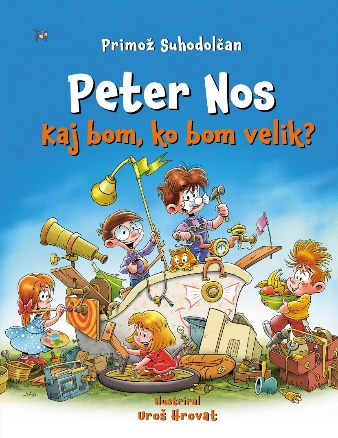 Primož Suhodolčan
Peter Nos
Kaj bom, ko bom velik?
Ilustriral
Uroš Hrovat